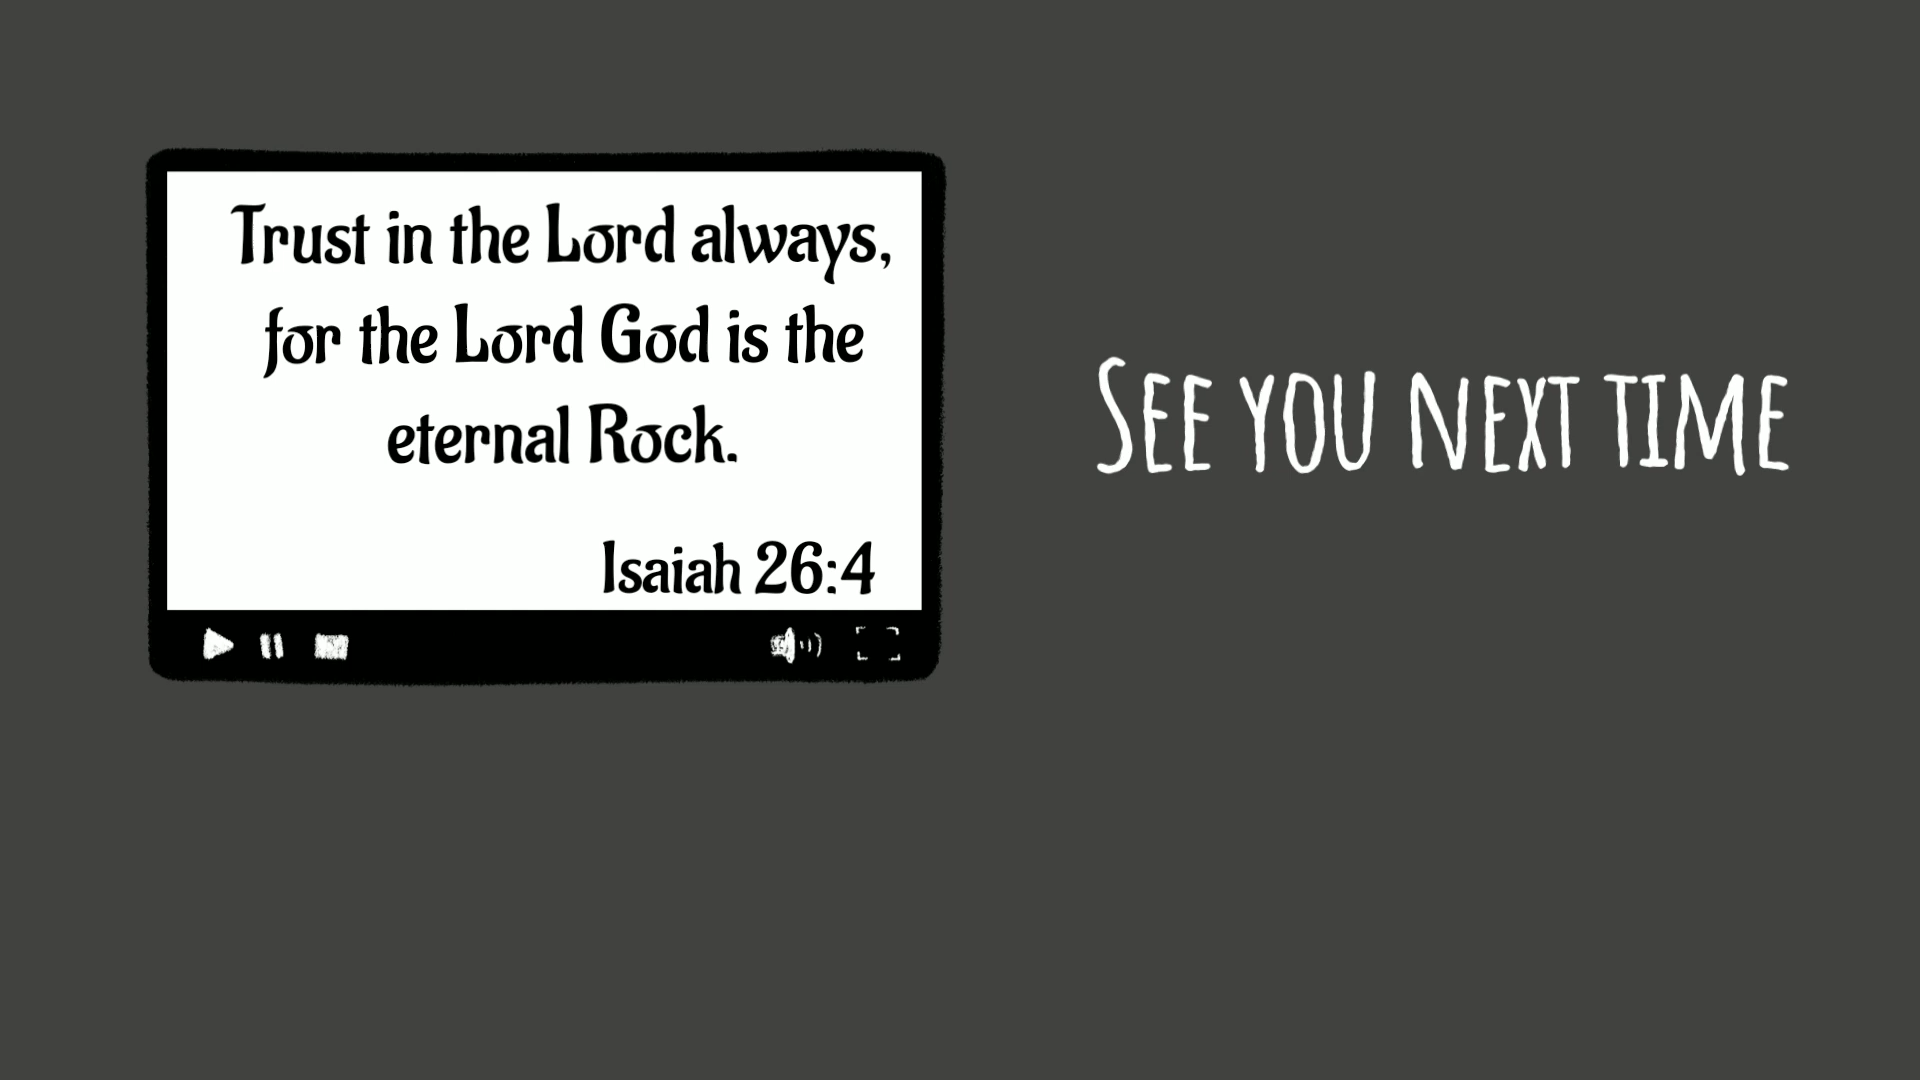 Trust in the Lord always,
for the Lord God is the
eternal Rock.
Isaiah 26:4
See you next time